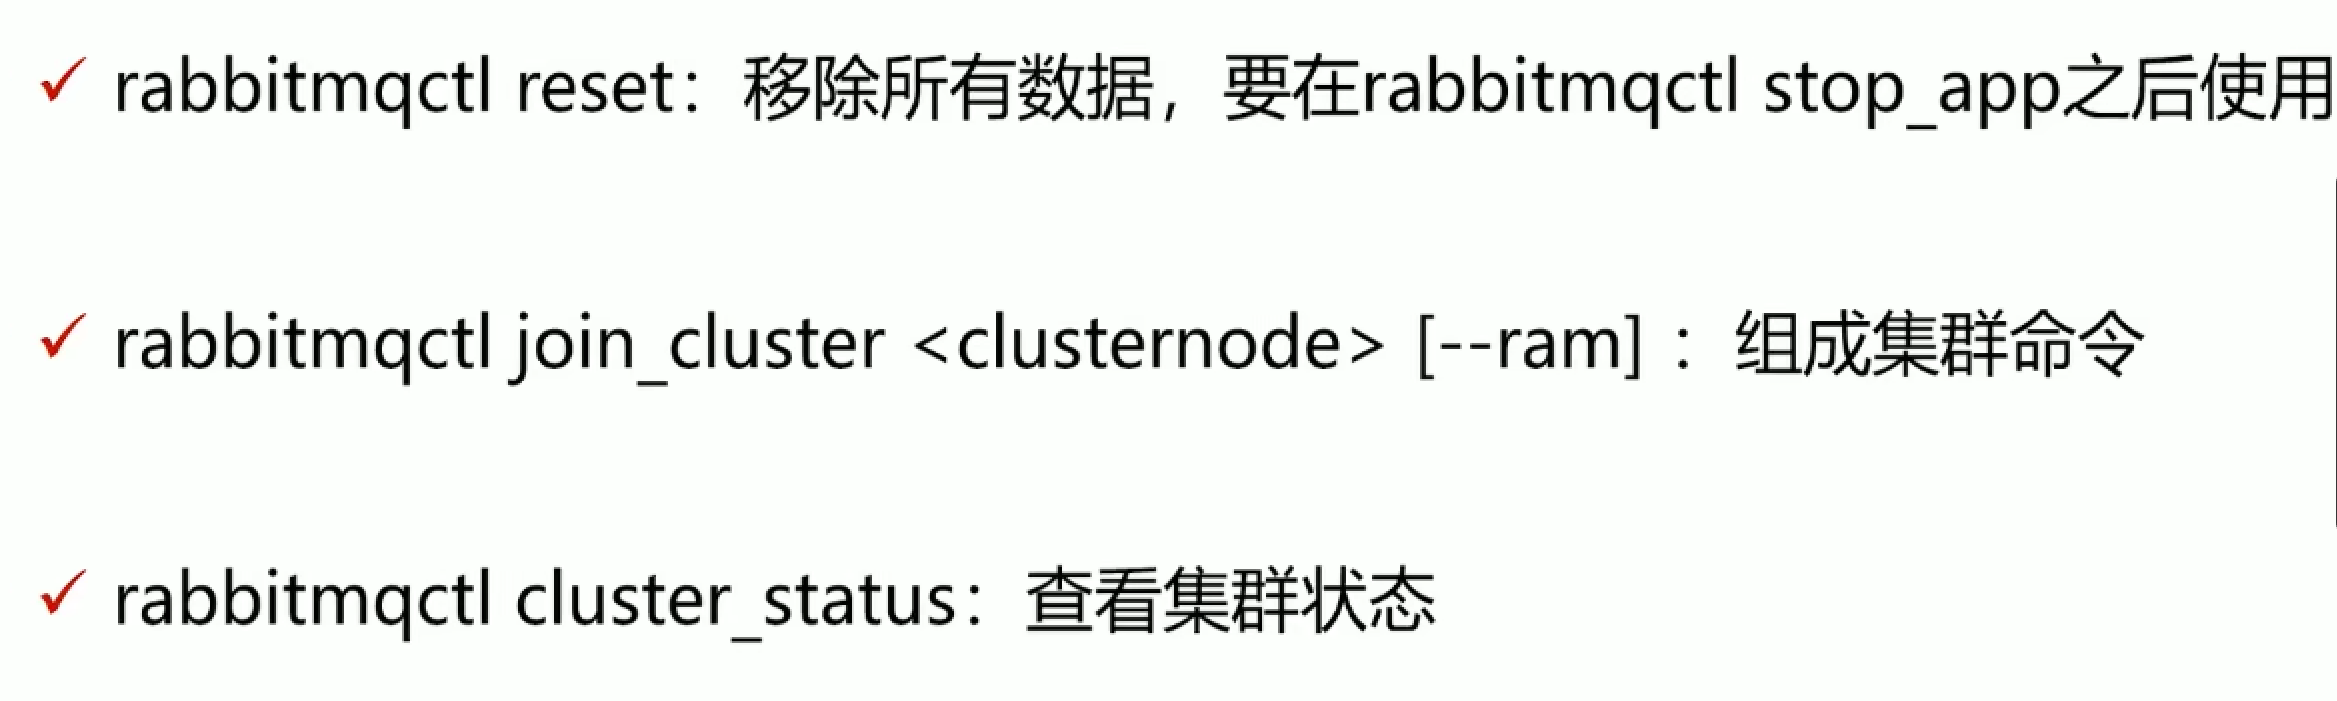 ✓ rabbitmqctl reset：移除所有数据，要在rabbitmqctl stop_app之后使用
✓ rabbitmqctl join_cluster <clusternode> [--ram] ：组成集群命令
✓ rabbitmqctl cluster_status：查看集群状态